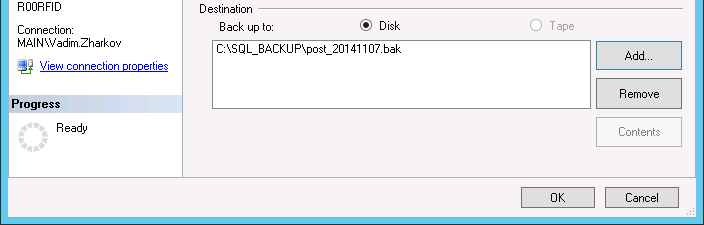 R00RFID
Connection:
MAIN\Vadim.Zharkov
View connection properties
Progress
Ready
Destination
Back up to:
Disk
Tape
C:\SQL_BACKUP\post_20141107.bak
Add...
Remove
Contents
OK
Cancel